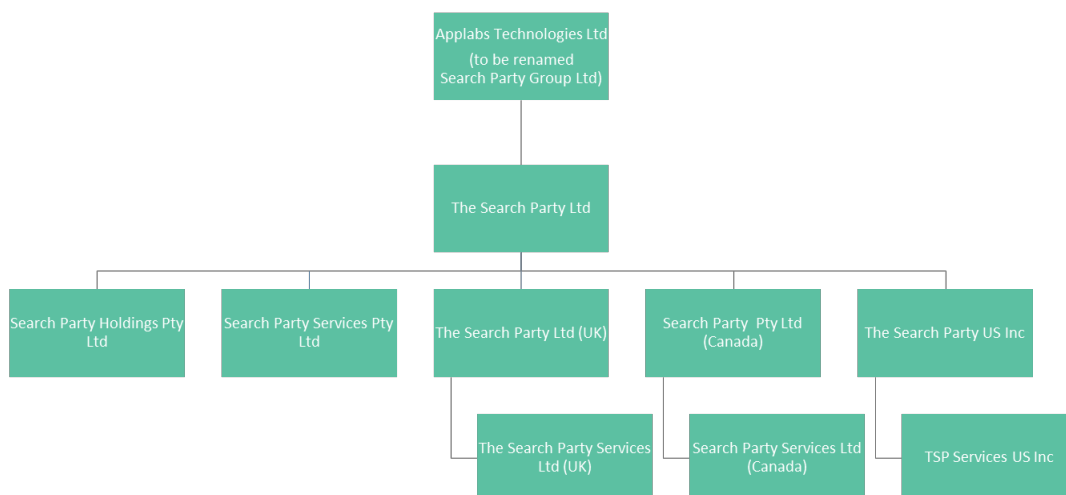 Applabs Technologies Ltd
(to be renamed
Search Party Group Ltd)
The Search Party Ltd
Search Party Holdings Pty
Ltd
Search Party Services Pty
Ltd
The Search Party Ltd (UK)
Search Party Pty Ltd
(Canada)
The Search Party US Inc
The Search Party Services
Ltd (UK)
Search Party Services Ltd
(Canada)
TSP Services US Inc